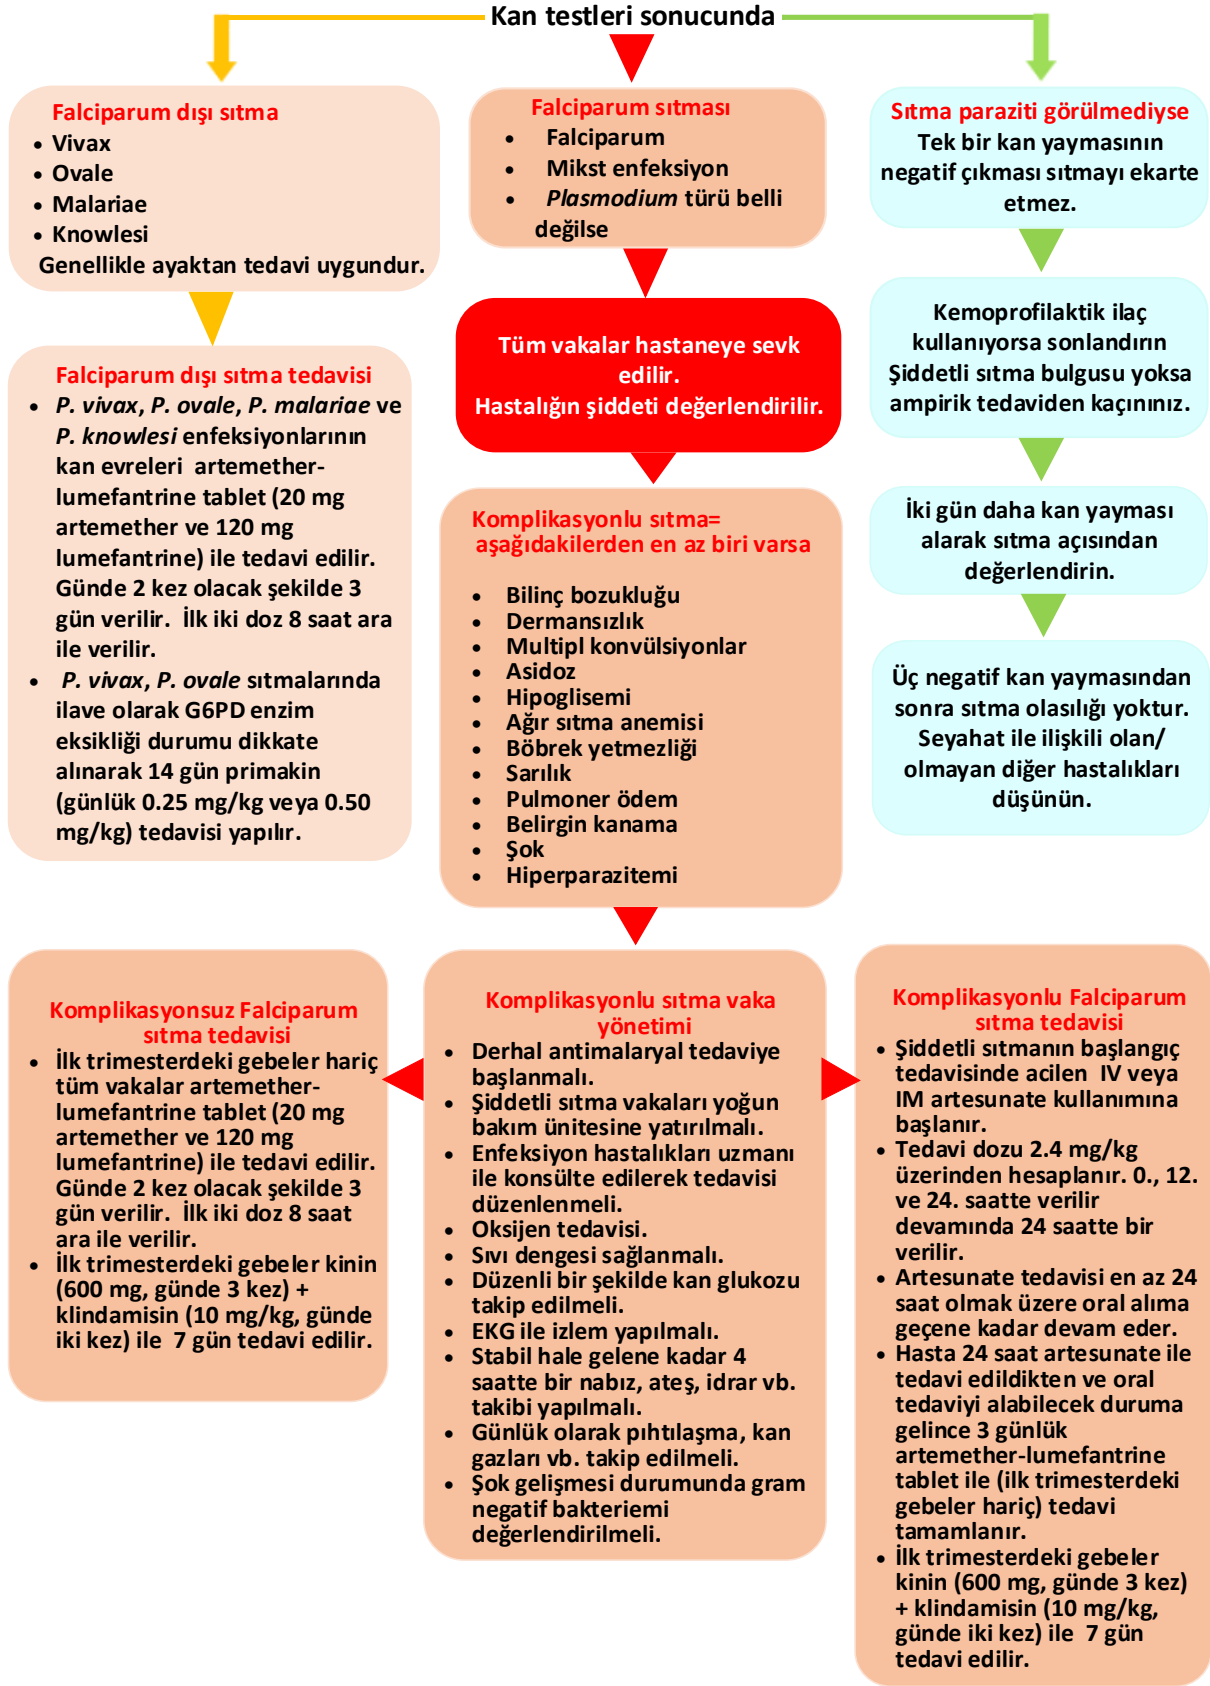 Kan testleri sonucunda
Falciparum dışı sıtma
• Vivax
• Ovale
• Malariae
• Knowlesi
Genellikle ayaktan tedavi uygundur.
Falciparum dışı sıtma tedavisi
• P. vivax, P. ovale, P. malariae ve
P. knowlesi enfeksiyonlarının
kan evreleri artemether-
lumefantrine tablet (20 mg
artemether ve 120 mg
lumefantrine) ile tedavi edilir.
Günde 2 kez olacak şekilde 3
gün verilir. İlk iki doz 8 saat ara
ile verilir.
• P. vivax, P. ovale sıtmalarında
ilave olarak G6PD enzim
eksikliği durumu dikkate
alınarak 14 gün primakin
(günlük 0.25 mg/kg veya 0.50
mg/kg) tedavisi yapılır.
Falciparum sıtması
• Falciparum
• Mikst enfeksiyon
• Plasmodium türü belli
değilse
Tüm vakalar hastaneye sevk
edilir.
Hastalığın şiddeti değerlendirilir.
Komplikasyonlu sıtma=
aşağıdakilerden en az biri varsa
• Bilinç bozukluğu
• Dermansızlık
• Multipl konvülsiyonlar
• Asidoz
• Hipoglisemi
• Ağır sıtma anemisi
• Böbrek yetmezliği
• Sarılık
• Pulmoner ödem
• Belirgin kanama
• Şok
• Hiperparazitemi
Sıtma paraziti görülmediyse
Tek bir kan yaymasının
negatif çıkması sıtmayı ekarte
etmez.
Kemoprofilaktik ilaç
kullanıyorsa sonlandırın
Şiddetli sıtma bulgusu yoksa
ampirik tedaviden kaçınınız.
İki gün daha kan yayması
alarak sıtma açısından
değerlendirin.
Üç negatif kan yaymasından
sonra sıtma olasılığı yoktur.
Seyahat ile ilişkili olan/
olmayan diğer hastalıkları
düşünün.
Komplikasyonsuz Falciparum
sıtma tedavisi
• İlk trimesterdeki gebeler hariç
tüm vakalar artemether-
lumefantrine tablet (20 mg
artemether ve 120 mg
lumefantrine) ile tedavi edilir.
Günde 2 kez olacak şekilde 3
gün verilir. İlk iki doz 8 saat
ara ile verilir.
• İlk trimesterdeki gebeler kinin
(600 mg, günde 3 kez) +
klindamisin (10 mg/kg, günde
iki kez) ile 7 gün tedavi edilir.
Komplikasyonlu sıtma vaka
yönetimi
• Derhal antimalaryal tedaviye
başlanmalı.
• Şiddetli sıtma vakaları yoğun
bakım ünitesine yatırılmalı.
• Enfeksiyon hastalıkları uzmanı
ile konsülte edilerek tedavisi
düzenlenmeli.
• Oksijen tedavisi.
• Sıvı dengesi sağlanmalı.
• Düzenli bir şekilde kan glukozu
takip edilmeli.
• EKG ile izlem yapılmalı.
• Stabil hale gelene kadar 4
saatte bir nabız, ateş, idrar vb.
takibi yapılmalı.
• Günlük olarak pıhtılaşma, kan
gazları vb. takip edilmeli.
• Şok gelişmesi durumunda gram
negatif bakteriemi
değerlendirilmeli.
Komplikasyonlu Falciparum
sıtma tedavisi
• Şiddetli sıtmanın başlangıç
tedavisinde acilen IV veya
IM artesunate kullanımına
başlanır.
• Tedavi dozu 2.4 mg/kg
üzerinden hesaplanır. 0., 12.
ve 24. saatte verilir
devamında 24 saatte bir
verilir.
• Artesunate tedavisi en az 24
saat olmak üzere oral alıma
geçene kadar devam eder.
• Hasta 24 saat artesunate ile
tedavi edildikten ve oral
tedaviyi alabilecek duruma
gelince 3 günlük
artemether-lumefantrine
tablet ile (ilk trimesterdeki
gebeler hariç) tedavi
tamamlanır.
• İlk trimesterdeki gebeler
kinin (600 mg, günde 3 kez)
+ klindamisin (10 mg/kg,
günde iki kez) ile 7 gün
tedavi edilir.